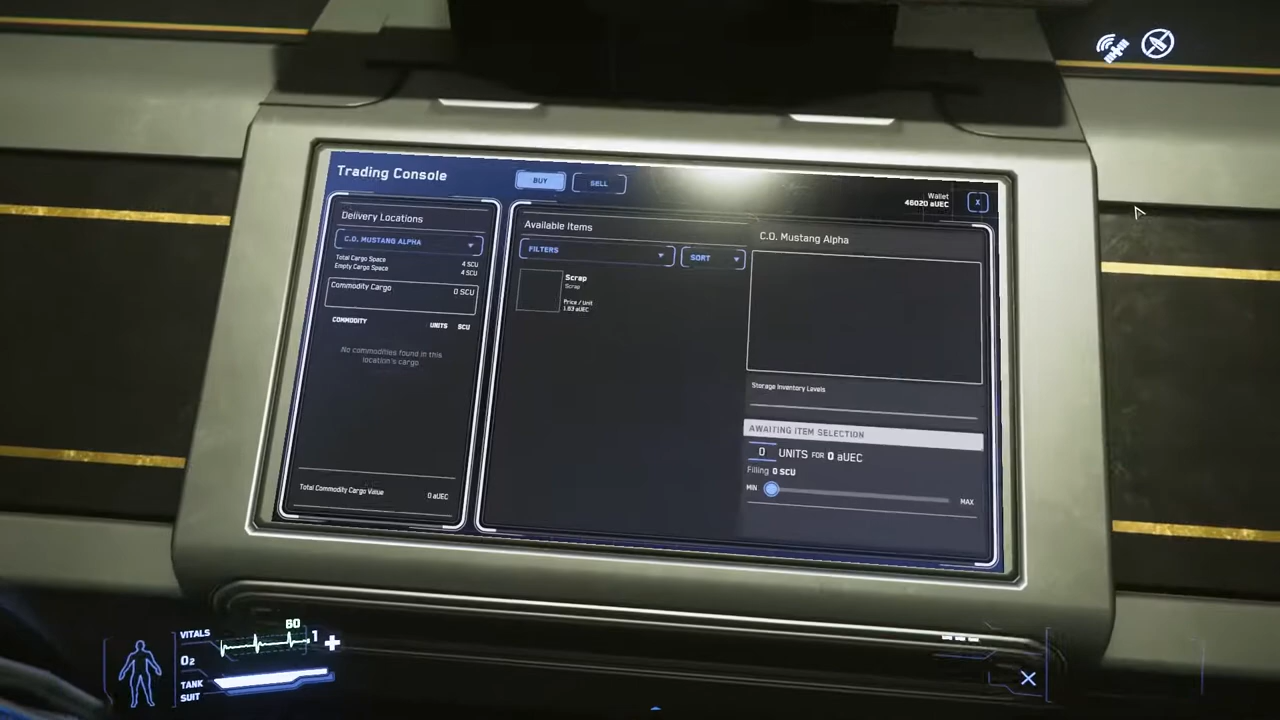 Trading Console
BUY
SELL
Wallet
46020 aUEC
X
Delivery Locations
C.O. MUSTANG ALPHA
Total Cargo Space 4 SCU
Empty Cargo Space 4 SCU
Commodity Cargo 0 SCU
COMMODITY UNITS SCU
No commodities found in this
location's cargo
Total Commodity Cargo Value 0 aUEC
Available Items
FILTERS
SORT
Scrap
Scrap
Price / Unit
1.83 aUEC
C.O. Mustang Alpha
Storage Inventory Levels
AWAITING ITEM SELECTION
0 UNITS FOR 0 aUEC
Filling 0 SCU
MIN
MAX
VITALS
80
1
O2
TANK
SUIT